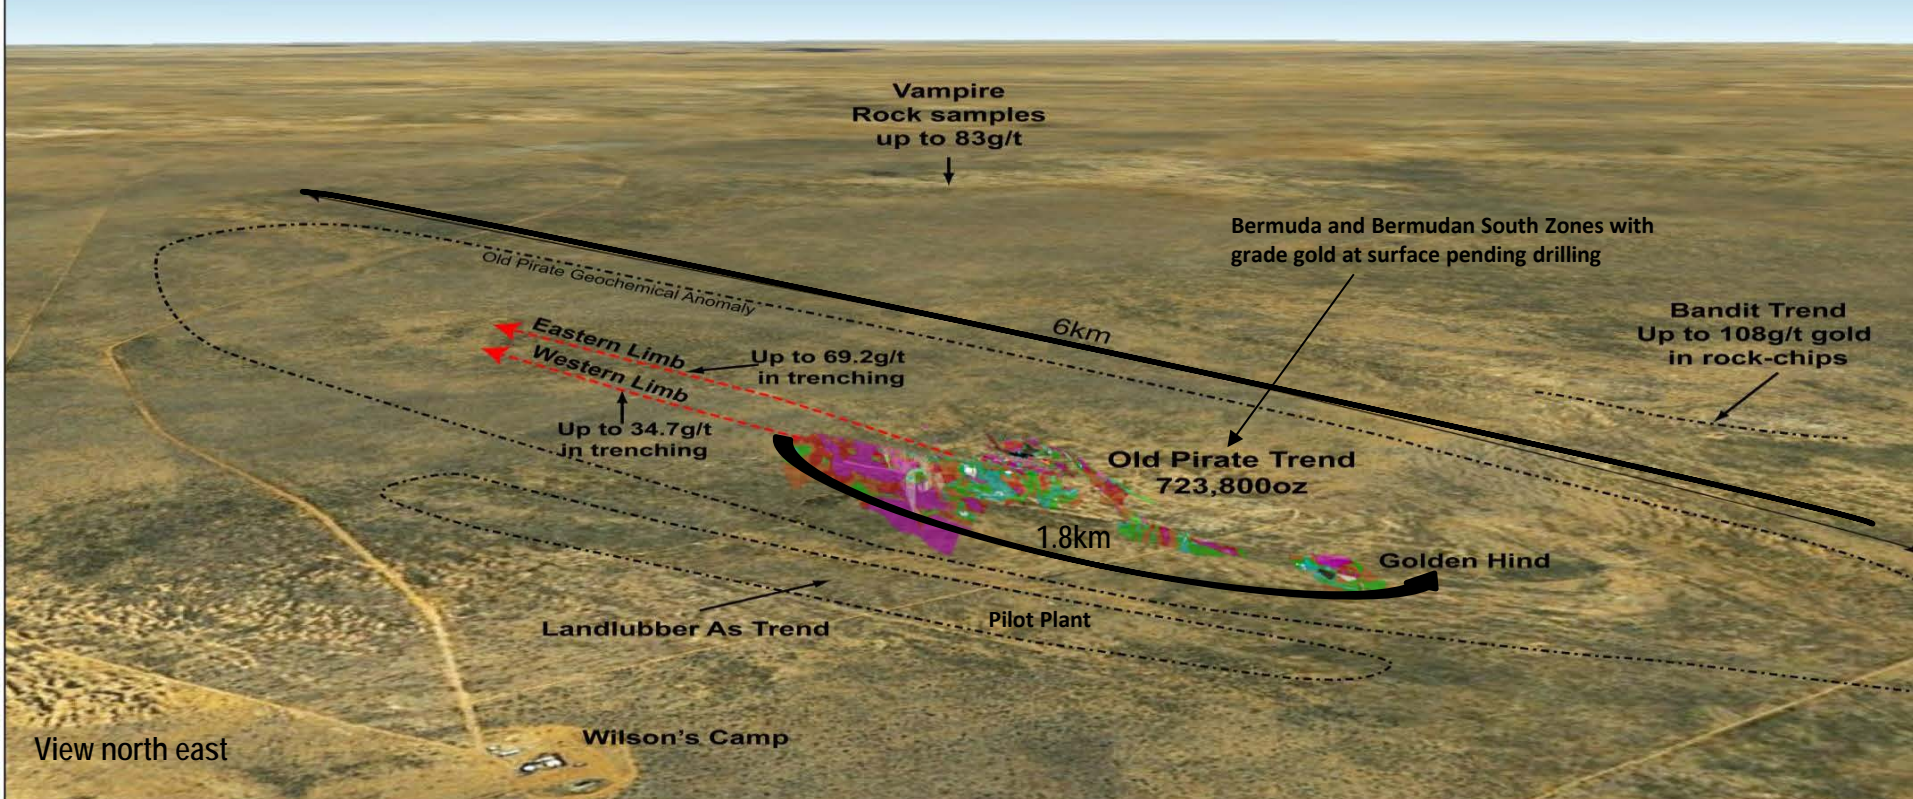 Vampire
Rock samples
up to 83g/t
Bermuda and Bermudan South Zones with
grade gold at surface pending drilling
Old Pirate Geochemical Anomaly
6km
Bandit Trend
Up to 108g/t gold
in rock-chips
Eastern Limb
Western Limb
Up to 69.2g/t
in trenching
Up to 34.7g/t
in trenching
Old Pirate Trend
723,800oz
1.8km
Golden Hind
Landlubber As Trend
Pilot Plant
Wilson's Camp
View north east